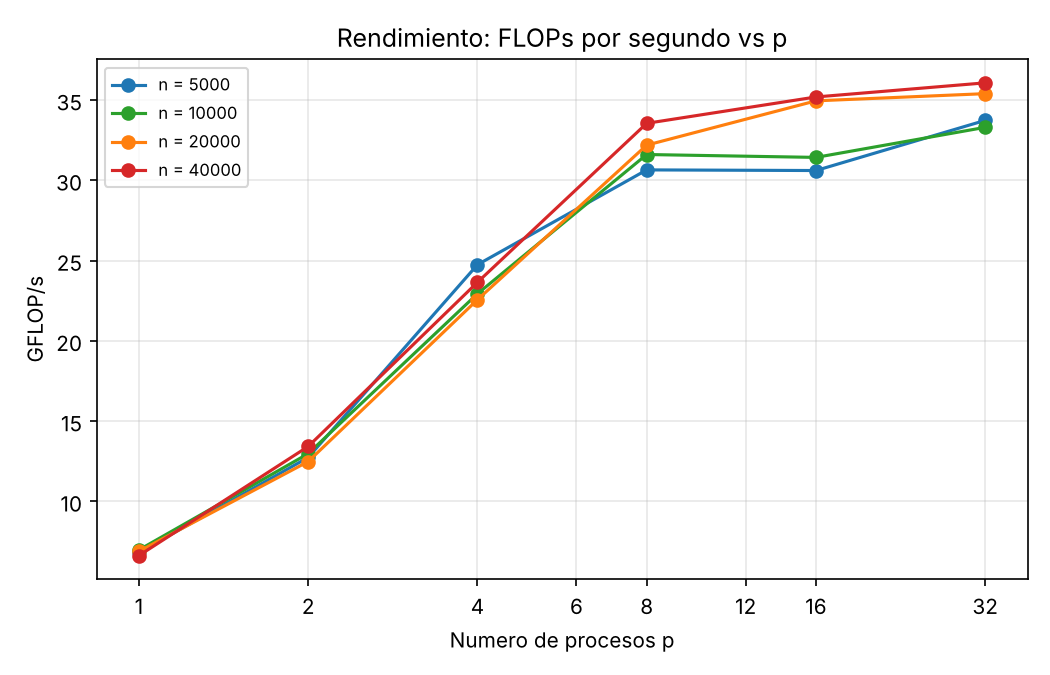 Rendimiento: FLOPs por segundo vs p
n = 5000
n = 10000
n = 20000
n = 40000
GFLOP/s
35
30
25
20
15
10
1 2 4 6 8 12 16 32
Numero de procesos p